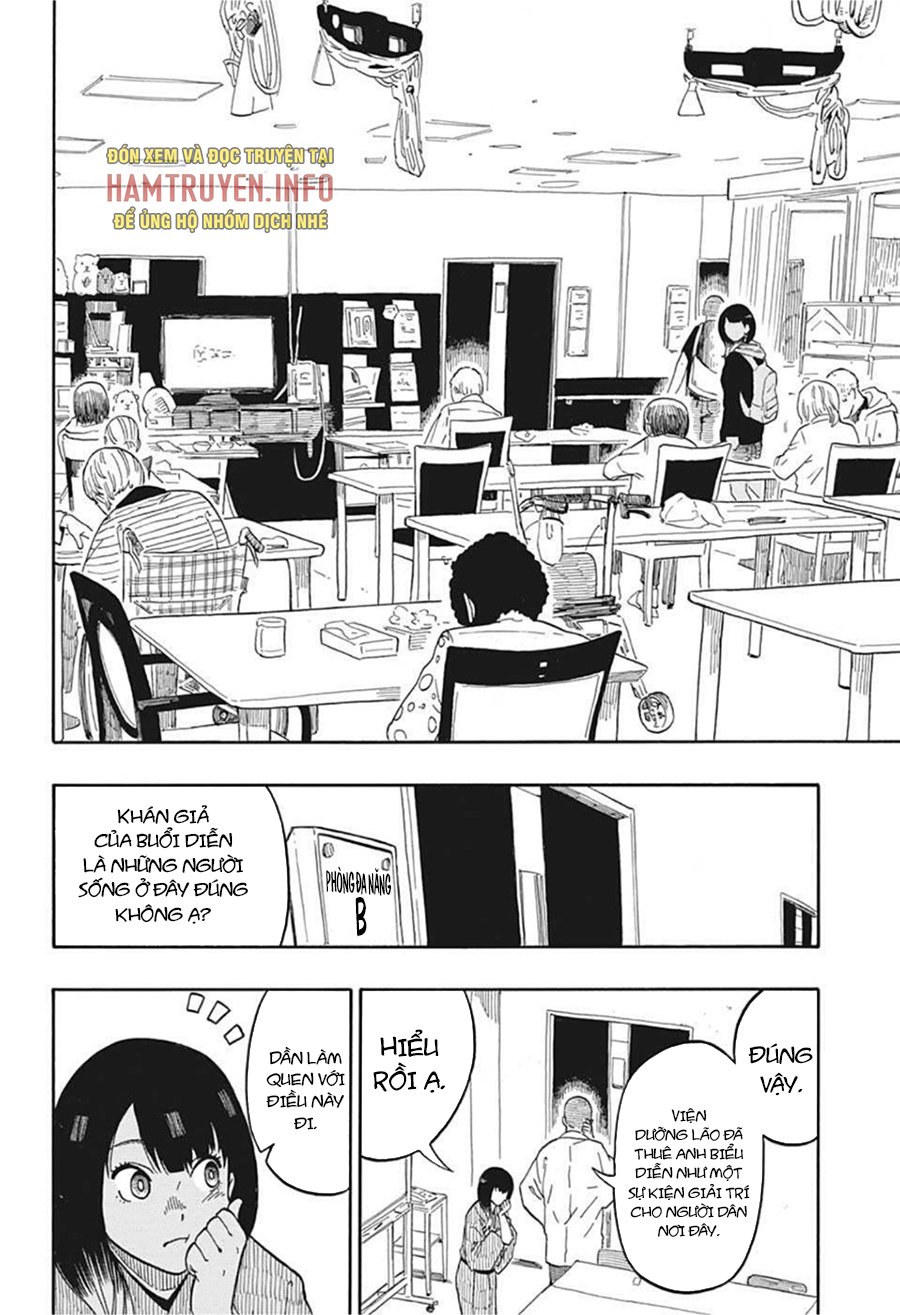 ĐÓN XEM VÀ ĐỌC TRUYỆN TẠI
HAMTRUYEN.INFO
ĐỂ ỦNG HỘ NHÓM DỊCH NHÉ
10
KHÁN GIẢ
CỦA BUỔI DIỄN
LÀ NHỮNG NGƯỜI
SỐNG Ở ĐÂY ĐÚNG
KHÔNG Ạ?
PHÒNG ĐA NĂNG
B
ĐÚNG
VẬY.
VIỆN
DƯỠNG LÃO ĐÃ
THUÊ ANH BIỂU
DIỄN NHƯ MỘT
SỰ KIỆN GIẢI TRÍ
CHO NGƯỜI DÂN
NƠI ĐÂY.
HIỂU
RỒI Ạ.
DẦN LÀM
QUEN VỚI
ĐIỀU NÀY
ĐI.